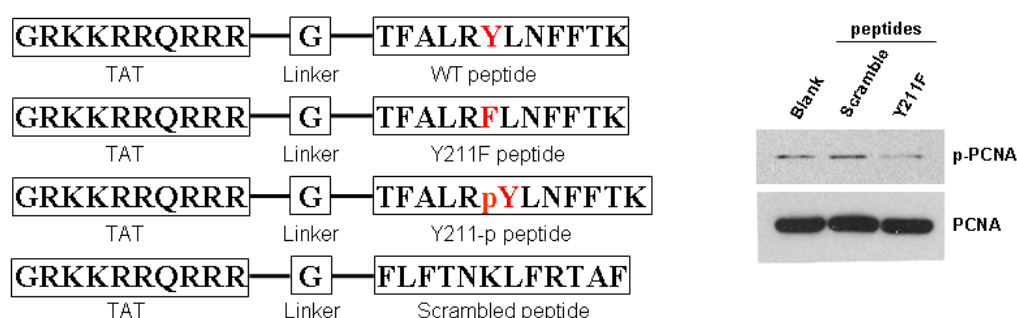 GRKKRRQRRR G TFALRYLNFFTK
TAT Linker WT peptide
GRKKRRQRRR G TFALRFLNFFTK
TAT Linker Y211F peptide
GRKKRRQRRR G TFALRpYLNFFTK
TAT Linker Y211-p peptide
GRKKRRQRRR G FLFTNKLFRTAF
TAT Linker Scrambled peptide
peptides
Blank Scramble Y211F
p-PCNA
PCNA